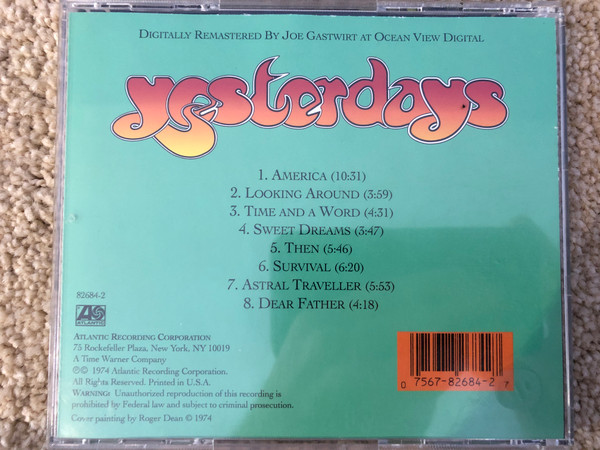 DIGITALLY REMASTERED BY JOE GASTWIRT AT OCEAN VIEW DIGITAL
yesterdays
1. AMERICA (10:31)
2. LOOKING AROUND (3:59)
3. TIME AND A WORD (4:31)
4. SWEET DREAMS (3:47)
5. THEN (5:46)
6. SURVIVAL (6:20)
7. ASTRAL TRAVELLER (5:53)
8. DEAR FATHER (4:18)
82684-2
ATLANTIC
ATLANTIC RECORDING CORPORATION
75 Rockefeller Plaza, New York, NY 10019
A Time Warner Company
℗© 1974 Atlantic Recording Corporation.
All Rights Reserved. Printed in U.S.A.
WARNING: Unauthorized reproduction of this recording is
prohibited by Federal law and subject to criminal prosecution.
Cover painting by Roger Dean © 1974
0 7567-82684-2 7